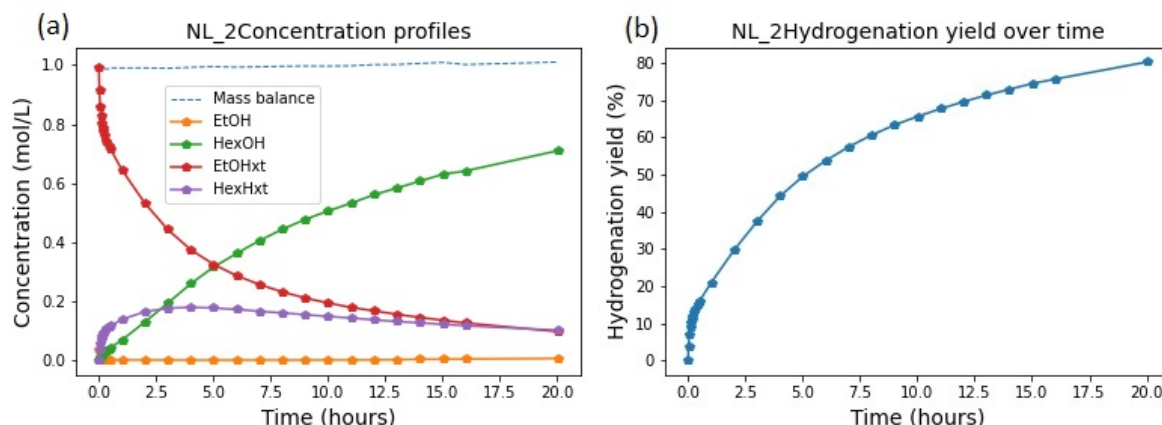 (a)
NL_2Concentration profiles
Concentration (mol/L)
1.0
0.8
0.6
0.4
0.2
0.0
Mass balance
EtOH
HexOH
EtOHxt
HexHxt
0.0 2.5 5.0 7.5 10.0 12.5 15.0 17.5 20.0
Time (hours)
(b)
NL_2Hydrogenation yield over time
Hydrogenation yield (%)
80
70
60
50
40
30
20
10
0
0.0 2.5 5.0 7.5 10.0 12.5 15.0 17.5 20.0
Time (hours)